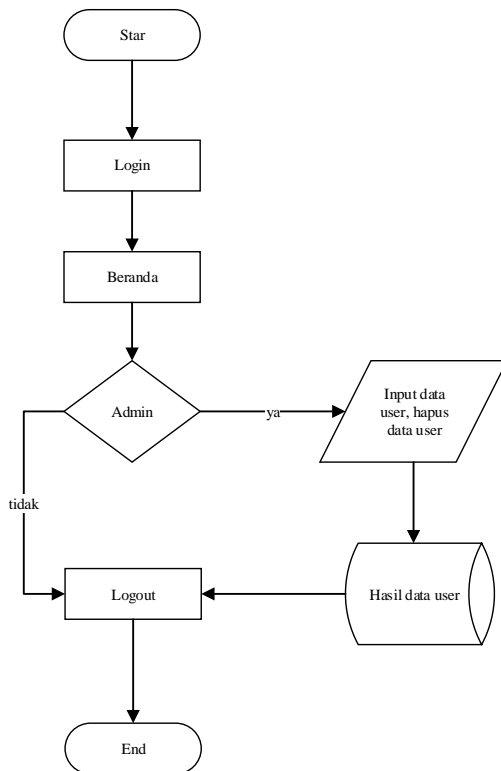 Star
Login
Beranda
Admin
ya
Input data
user, hapus
data user
tidak
Logout
Hasil data user
End